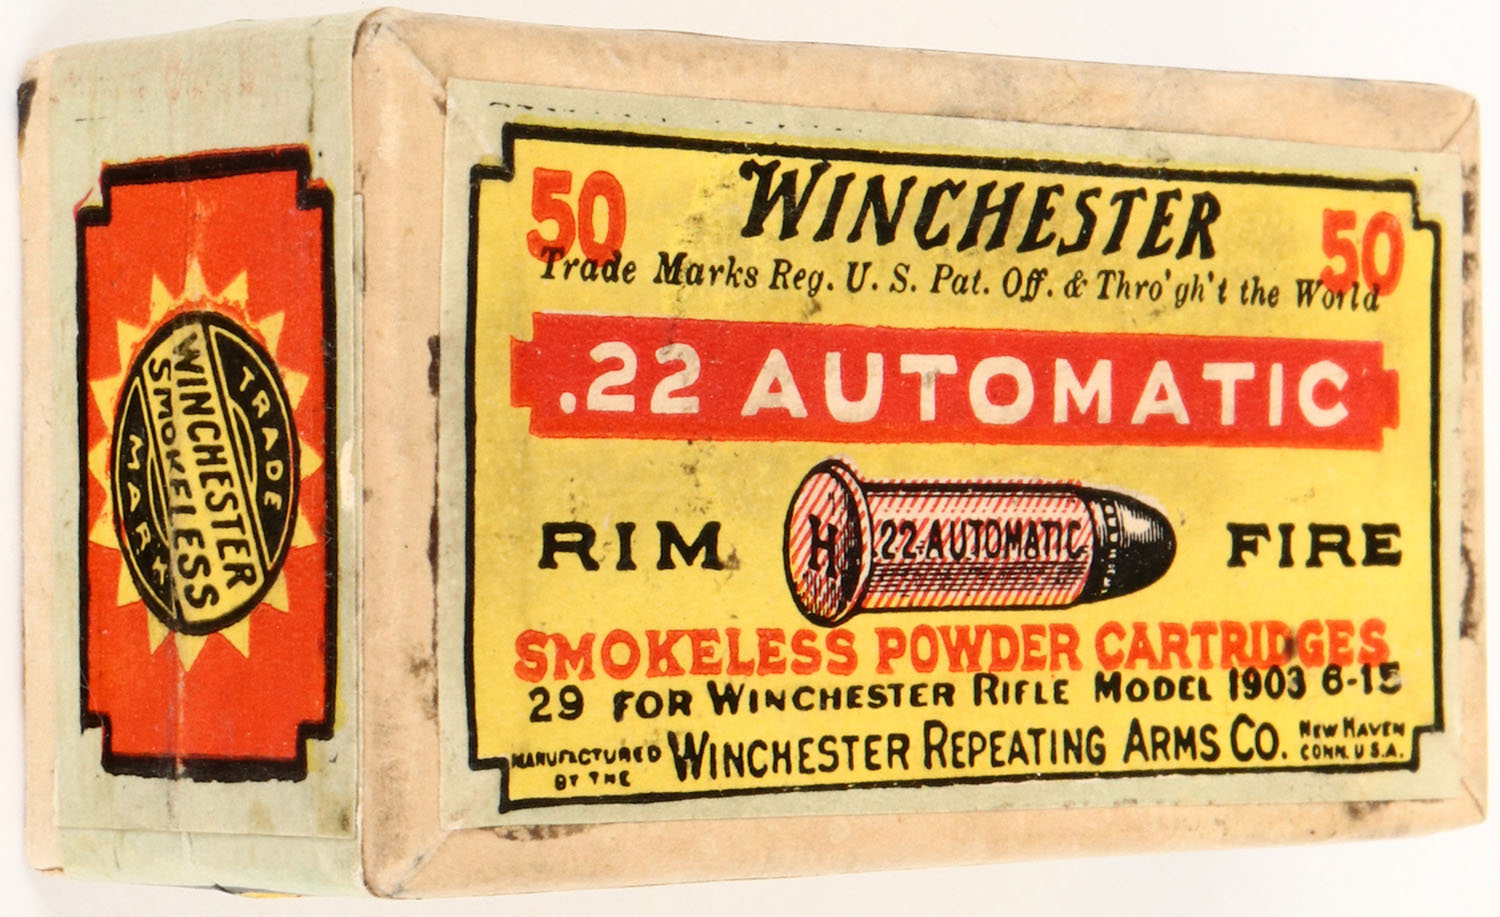 TRADE
WINCHESTER
SMOKELESS
MARK
50 WINCHESTER 50
Trade Marks Reg. U. S. Pat. Off. & Thro'gh't the World
.22 AUTOMATIC
RIM FIRE
H .22-AUTOMATIC
SMOKELESS POWDER CARTRIDGES
29 FOR WINCHESTER RIFLE MODEL 1903 6-15
MANUFACTURED BY THE WINCHESTER REPEATING ARMS CO. NEW HAVEN CONN. U.S.A.